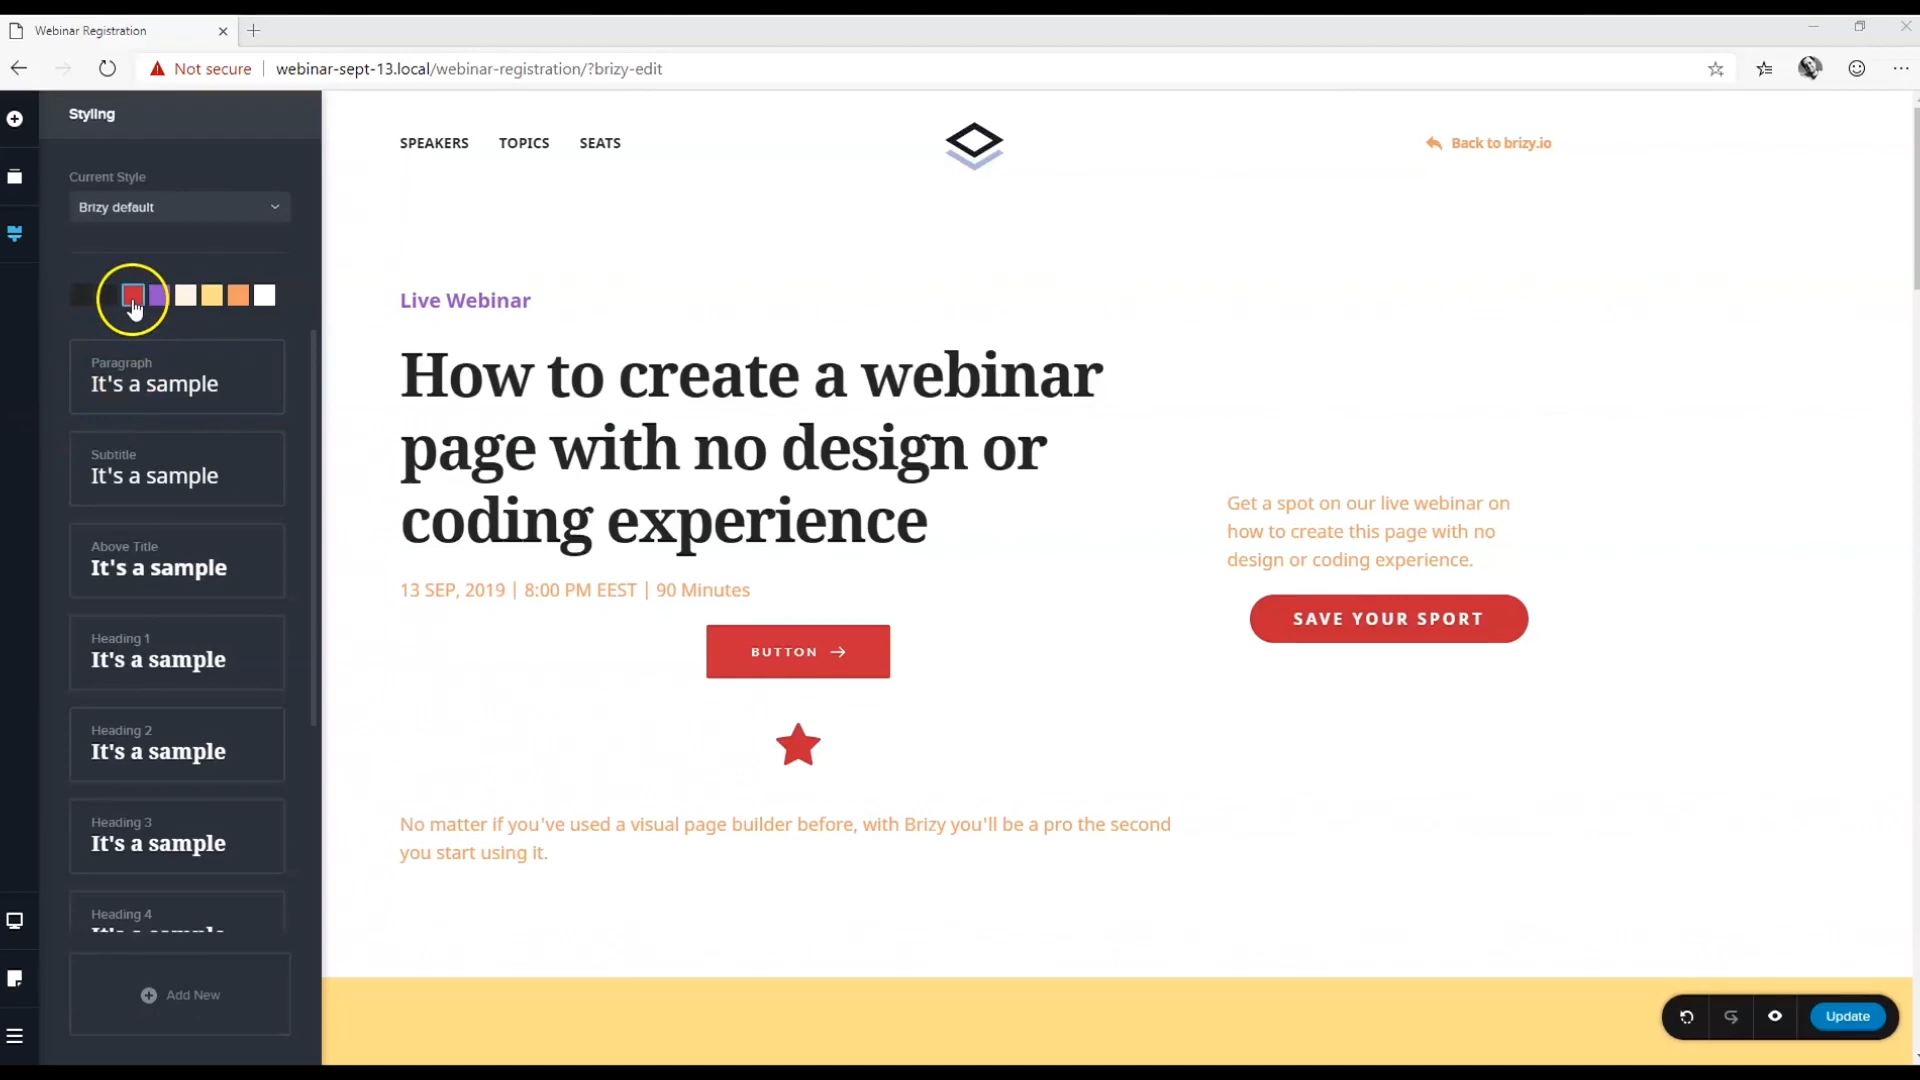 Webinar Registration
Not secure
webinar-sept-13.local/webinar-registration/?brizy-edit
Styling
Current Style
Brizy default
Paragraph
It's a sample
Subtitle
It's a sample
Above Title
It's a sample
Heading 1
It's a sample
Heading 2
It's a sample
Heading 3
It's a sample
Heading 4
It's a sample
Add New
SPEAKERS TOPICS SEATS
Back to brizy.io
Live Webinar
How to create a webinar
page with no design or
coding experience
13 SEP, 2019 | 8:00 PM EEST | 90 Minutes
BUTTON
Get a spot on our live webinar on
how to create this page with no
design or coding experience.
SAVE YOUR SPORT
No matter if you've used a visual page builder before, with Brizy you'll be a pro the second
you start using it.
Update